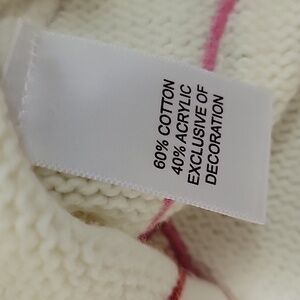 60% COTTON
40% ACRYLIC
EXCLUSIVE OF
DECORATION